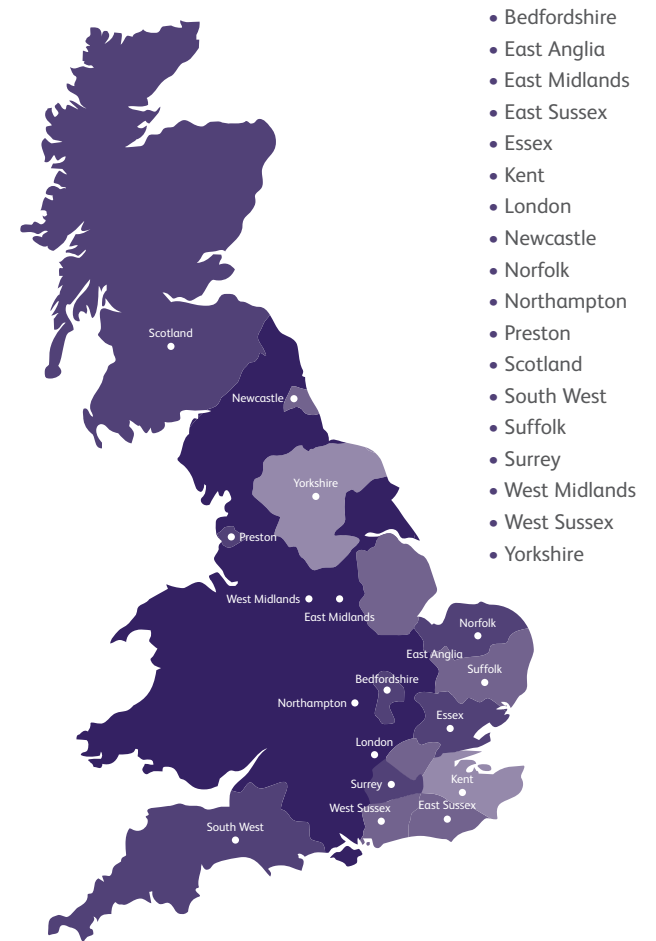 • Bedfordshire
• East Anglia
• East Midlands
• East Sussex
• Essex
• Kent
• London
• Newcastle
• Norfolk
• Northampton
• Preston
• Scotland
• South West
• Suffolk
• Surrey
• West Midlands
• West Sussex
• Yorkshire
Scotland
Newcastle
Yorkshire
Preston
West Midlands
East Midlands
Norfolk
East Anglia
Suffolk
Bedfordshire
Northampton
Essex
London
Surrey
Kent
West Sussex
East Sussex
South West